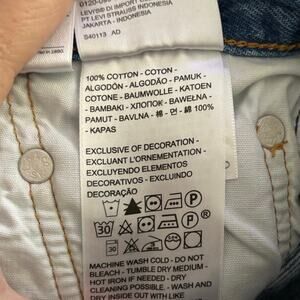 LEVI'S® DI IMPORT
PT LEVI STRAUSS INDONESIA
JAKARTA - INDONESIA
S40113 AD
100% COTTON - COTON -
ALGODÓN - ALGODÃO - PAMUK -
COTONE - BAUMWOLLE - KATOEN
- BAMBAKI - ХЛОПОК - BAWEŁNA -
PAMUT - BAVLNA - 棉 - 면 - 綿 100%
- KAPAS
EXCLUSIVE OF DECORATION -
EXCLUANT L'ORNEMENTATION -
EXCLUYENDO ELEMENTOS
DECORATIVOS - EXCLUINDO
DECORAÇÃO
30
P
30
P
MACHINE WASH COLD - DO NOT
BLEACH - TUMBLE DRY MEDIUM -
HOT IRON IF NEEDED - DRY
CLEANING POSSIBLE - WASH AND
DRY INSIDE OUT WITH LIKE